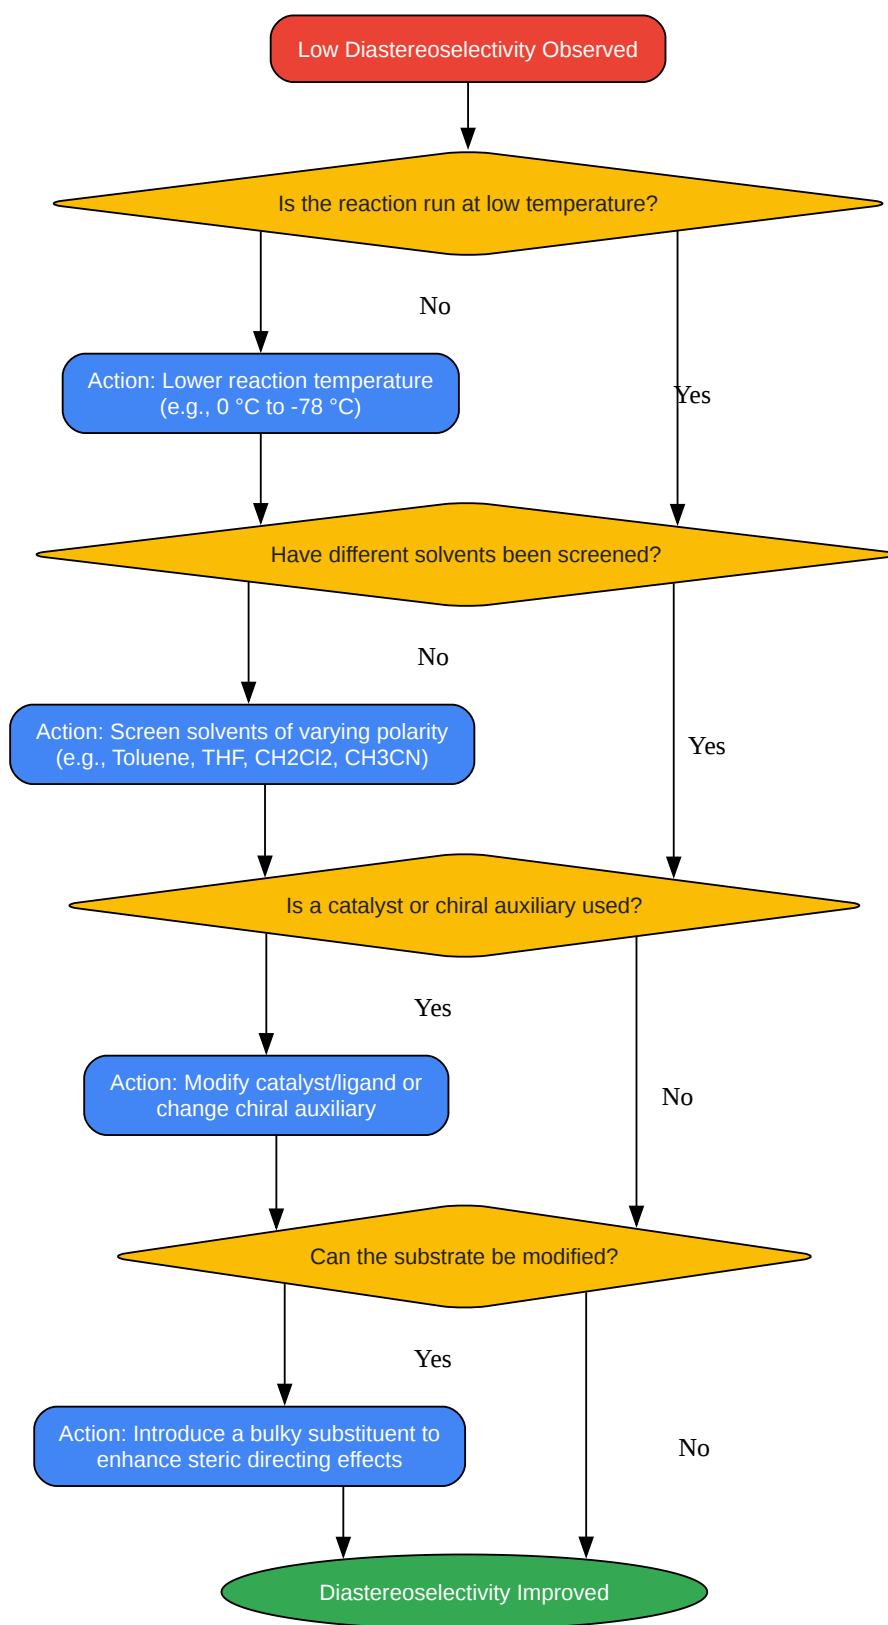 Low Diastereoselectivity Observed
Is the reaction run at low temperature?
No
Action: Lower reaction temperature
(e.g., 0 °C to -78 °C)
Yes
Have different solvents been screened?
No
Action: Screen solvents of varying polarity
(e.g., Toluene, THF, CH2Cl2, CH3CN)
Yes
Is a catalyst or chiral auxiliary used?
Yes
Action: Modify catalyst/ligand or
change chiral auxiliary
No
Can the substrate be modified?
Yes
Action: Introduce a bulky substituent to
enhance steric directing effects
No
Diastereoselectivity Improved